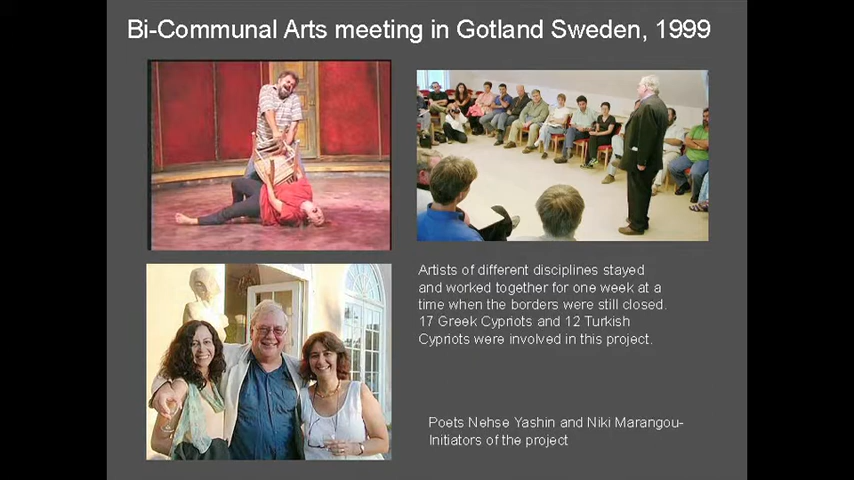 Bi-Communal Arts meeting in Gotland Sweden, 1999
Artists of different disciplines stayed
and worked together for one week at a
time when the borders were still closed.
17 Greek Cypriots and 12 Turkish
Cypriots were involved in this project.
Poets Nehse Yashin and Niki Marangou-
Initiators of the project